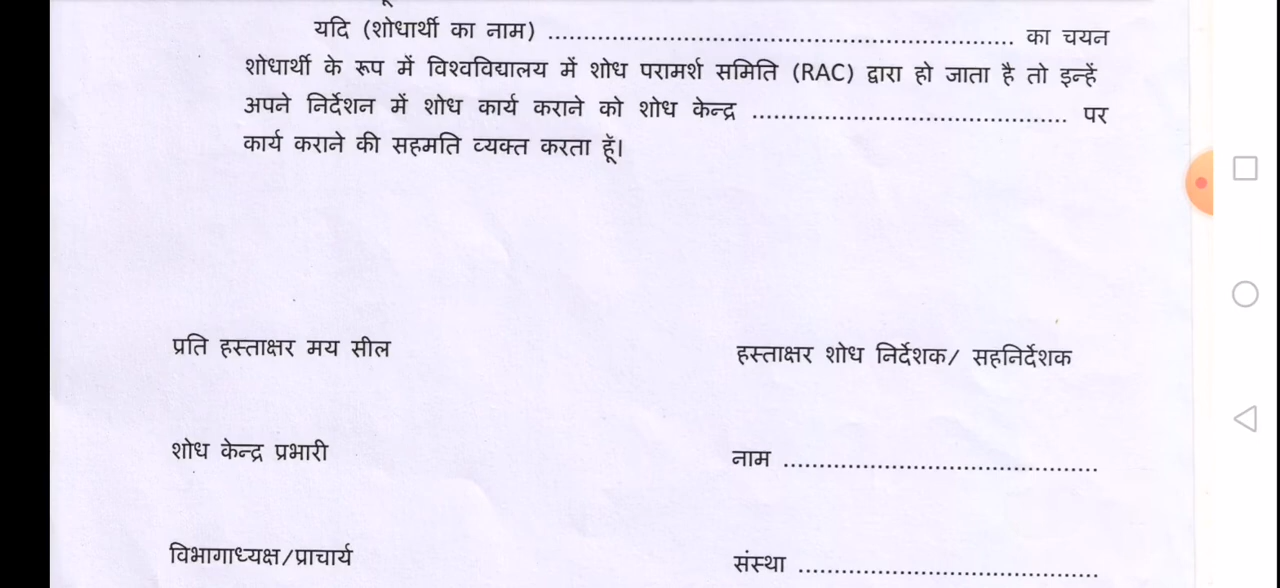 यदि (शोधार्थी का नाम) ................................................................................ का चयन
शोधार्थी के रूप में विश्वविद्यालय में शोध परामर्श समिति (RAC) द्वारा हो जाता है तो इन्हें
अपने निर्देशन में शोध कार्य कराने को शोध केन्द्र ............................................ पर
कार्य कराने की सहमति व्यक्त करता हूँ।
प्रति हस्ताक्षर मय सील
हस्ताक्षर शोध निर्देशक/ सहनिर्देशक
शोध केन्द्र प्रभारी
नाम ............................................
विभागाध्यक्ष/प्राचार्य
संस्था ..........................................